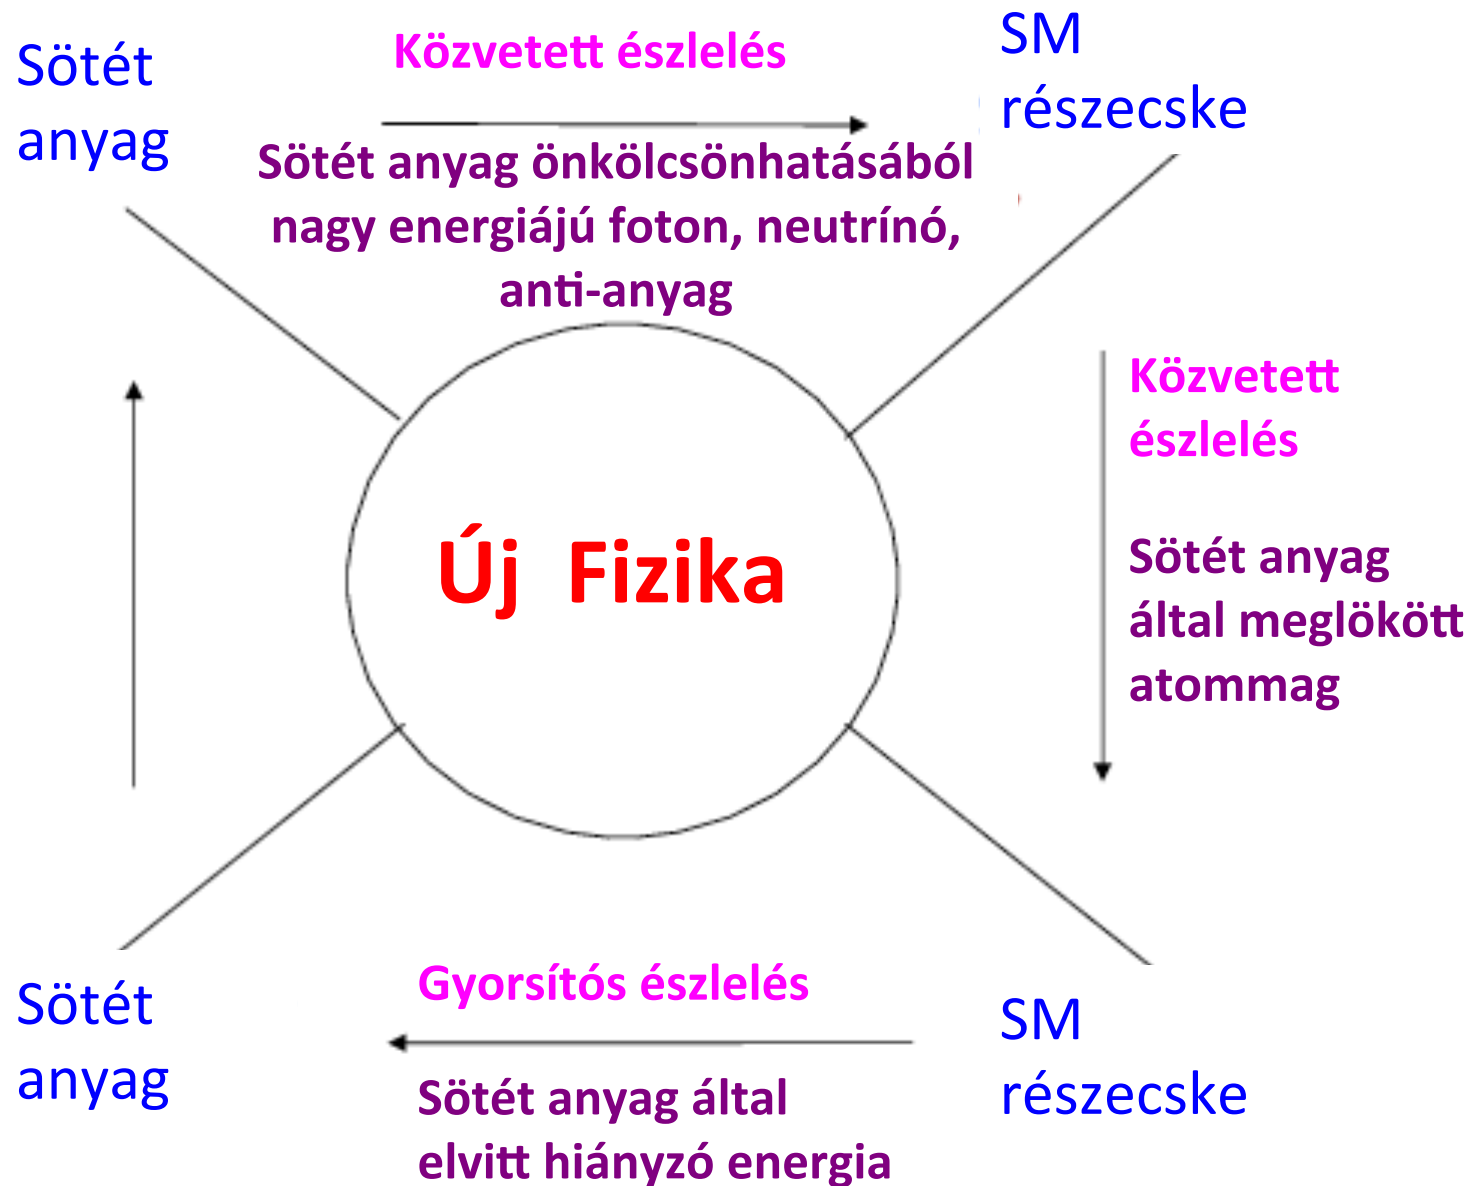 Sötét
anyag
Közvetett észlelés
SM
részecske
Sötét anyag önkölcsönhatásából
nagy energiájú foton, neutrínó,
anti-anyag
Közvetett
észlelés
Új Fizika
Sötét anyag
által meglökött
atommag
Sötét
anyag
Gyorsítós észlelés
SM
részecske
Sötét anyag által
elvitt hiányzó energia